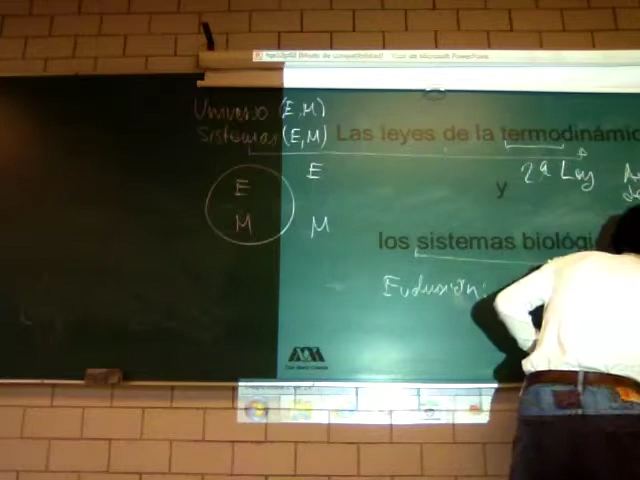 Universo (E, M)
Sistemas (E, M)
Las leyes de la termodinámic
E
E
2ª Ley
y
M
M
los sistemas biológi
Evolución: